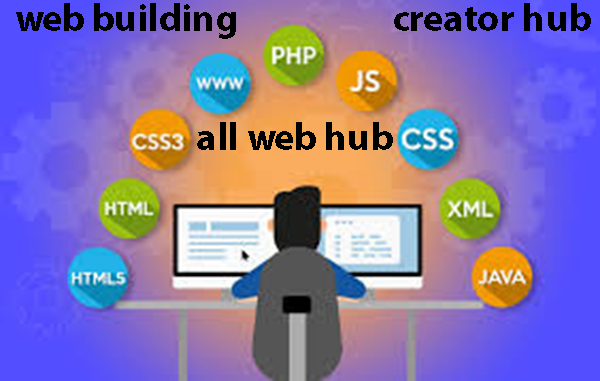 web building
creator hub
PHP
WWW
JS
CSS3
all web hub
CSS
HTML
XML
HTML5
JAVA